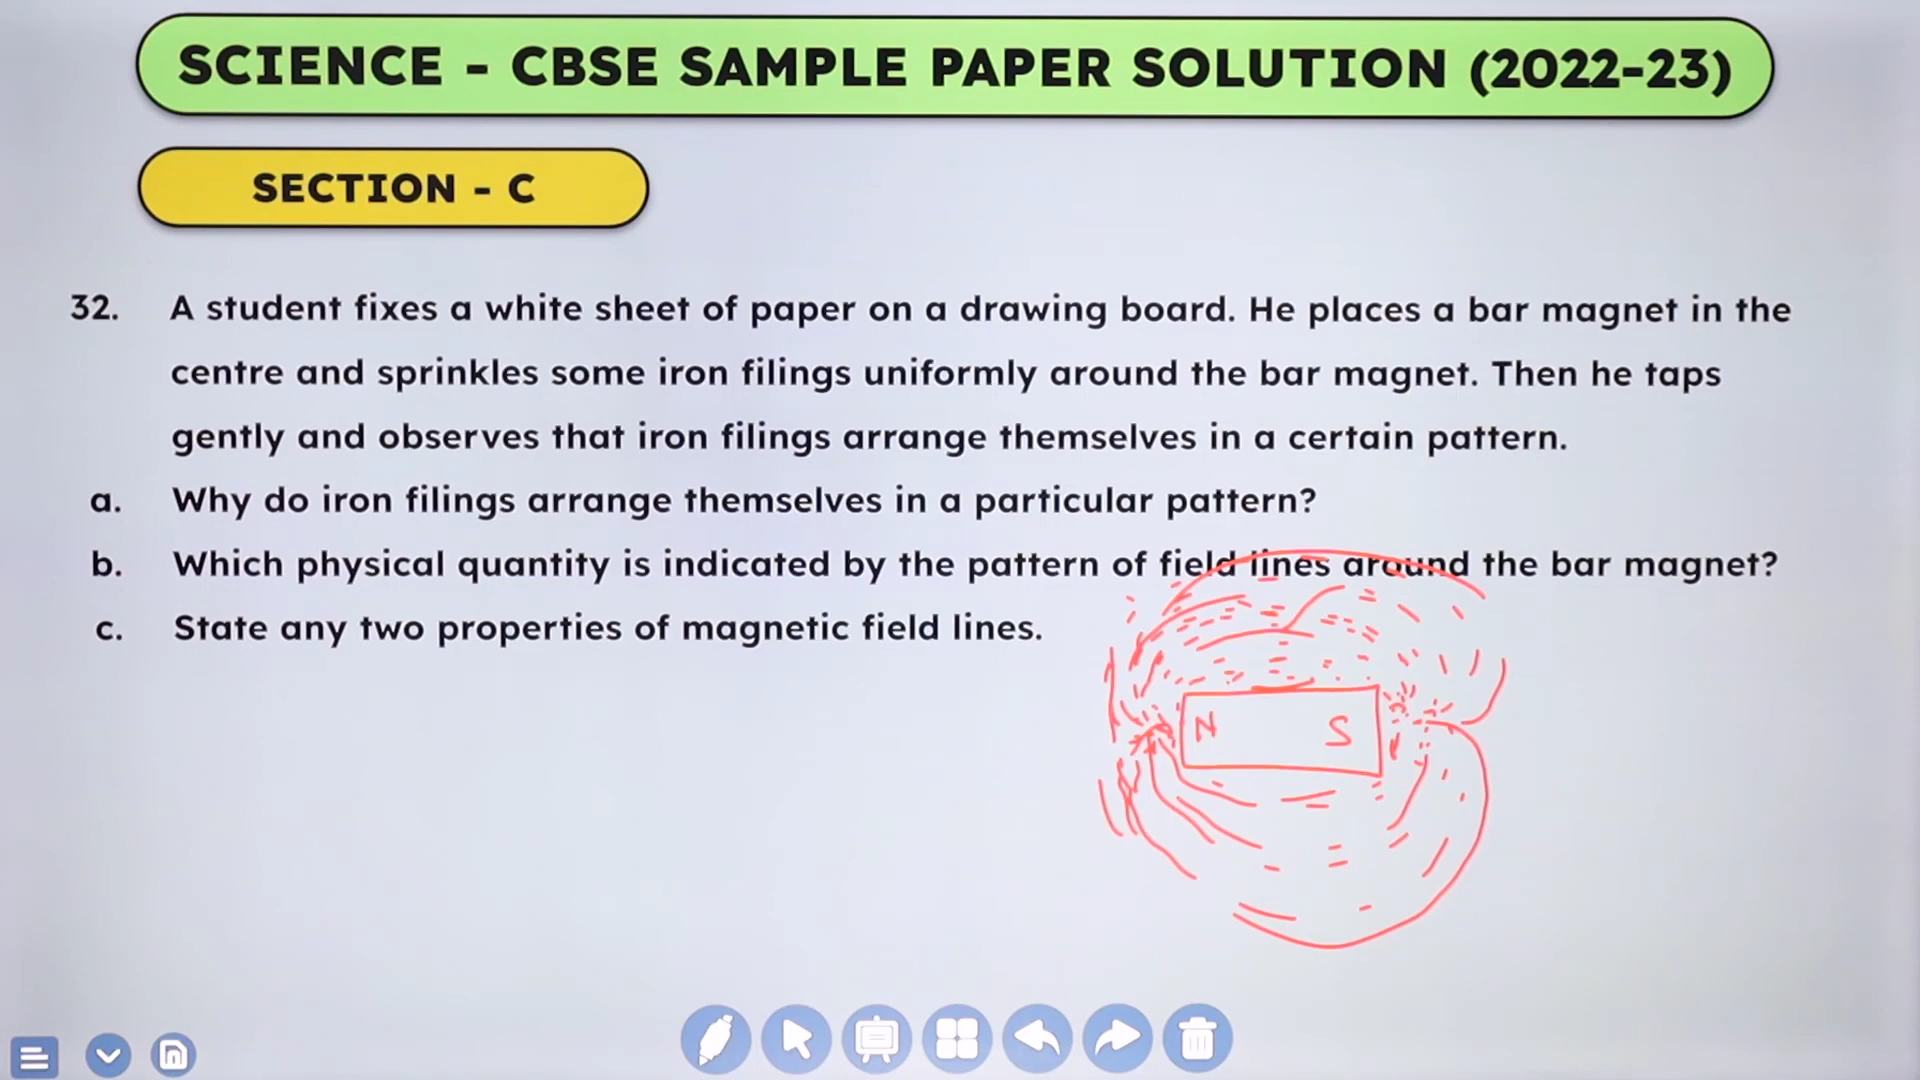 SCIENCE - CBSE SAMPLE PAPER SOLUTION (2022-23)
SECTION - C
32. A student fixes a white sheet of paper on a drawing board. He places a bar magnet in the
centre and sprinkles some iron filings uniformly around the bar magnet. Then he taps
gently and observes that iron filings arrange themselves in a certain pattern.
a. Why do iron filings arrange themselves in a particular pattern?
b. Which physical quantity is indicated by the pattern of field lines around the bar magnet?
c. State any two properties of magnetic field lines.
N S